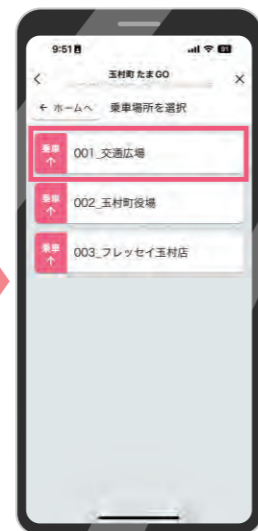 9:51 91
玉村町 たまGO
← ホームへ 乗車場所を選択
乗車 ↑ 001_交通広場
乗車 ↑ 002_玉村町役場
乗車 ↑ 003_フレッセイ玉村店